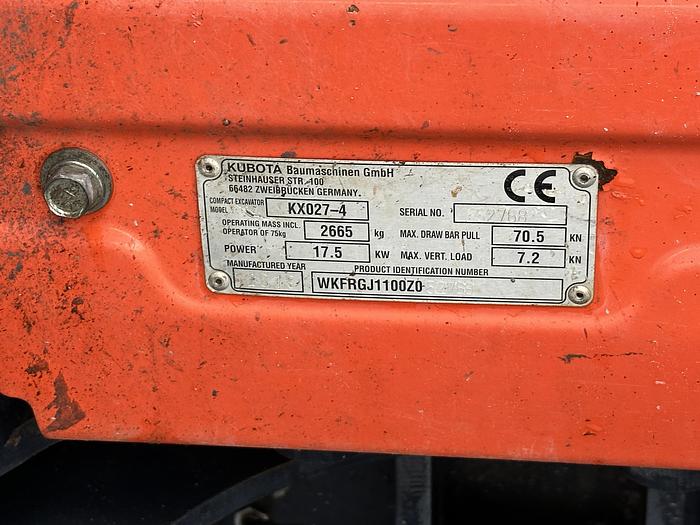 KUBOTA Baumaschinen GmbH
STEINHAUSER STR. 100
66482 ZWEIBRÜCKEN GERMANY.
CE
COMPACT EXCAVATOR MODEL KX027-4 SERIAL NO.
OPERATING MASS INCL. OPERATOR OF 75kg 2665 kg MAX. DRAW BAR PULL 70.5 KN
POWER 17.5 KW MAX. VERT. LOAD 7.2 KN
MANUFACTURED YEAR PRODUCT IDENTIFICATION NUMBER
WKFRGJ1100Z0